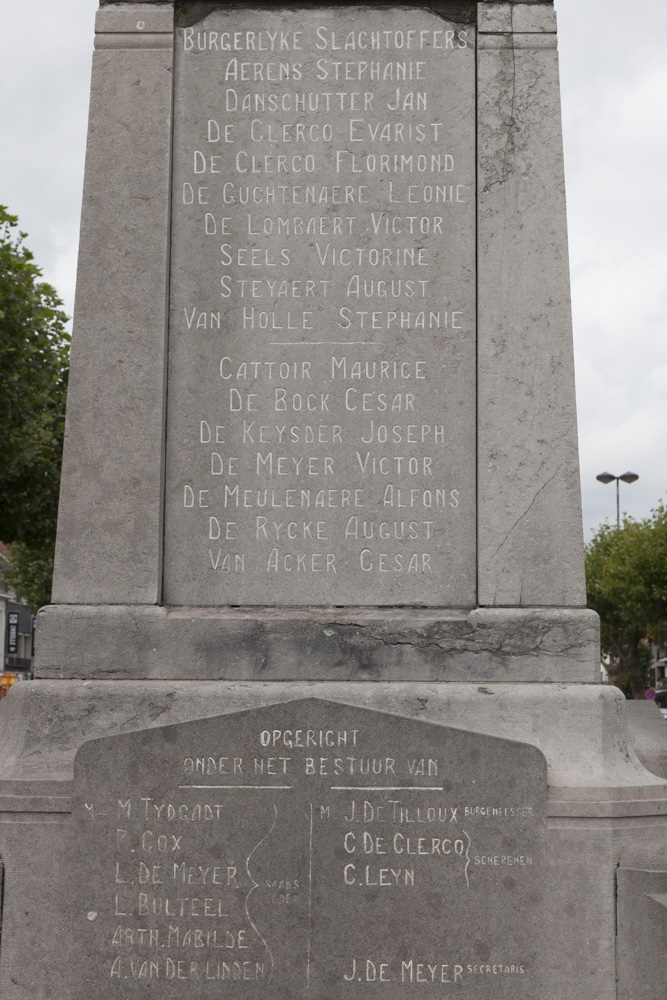 BURGERLYKE SLACHTOFFERS
AERENS STEPHANIE
DANSCHUTTER JAN
DE CLERCQ EVARIST
DE CLERCQ FLORIMOND
DE GUCHTENAERE LEONIE
DE LOMBAERT VICTOR
SEELS VICTORINE
STEYAERT AUGUST
VAN HOLLE STEPHANIE
CATTOIR MAURICE
DE BOCK CESAR
DE KEYSER JOSEPH
DE MEYER VICTOR
DE MEULENAERE ALFONS
DE RYCKE AUGUST
VAN ACKER CESAR
OPGERICHT
ONDER HET BESTUUR VAN
M M. TYDGADT
P. COX
L. DE MEYER
L. BULTEEL
ARTH. MABILDE
A. VAN DER LINDEN
RAADS
LEDEN
M J. DE TILLOUX BURGEMEESTER
C. DE CLERCQ
C. LEYN
SCHEPENEN
J. DE MEYER SECRETARIS